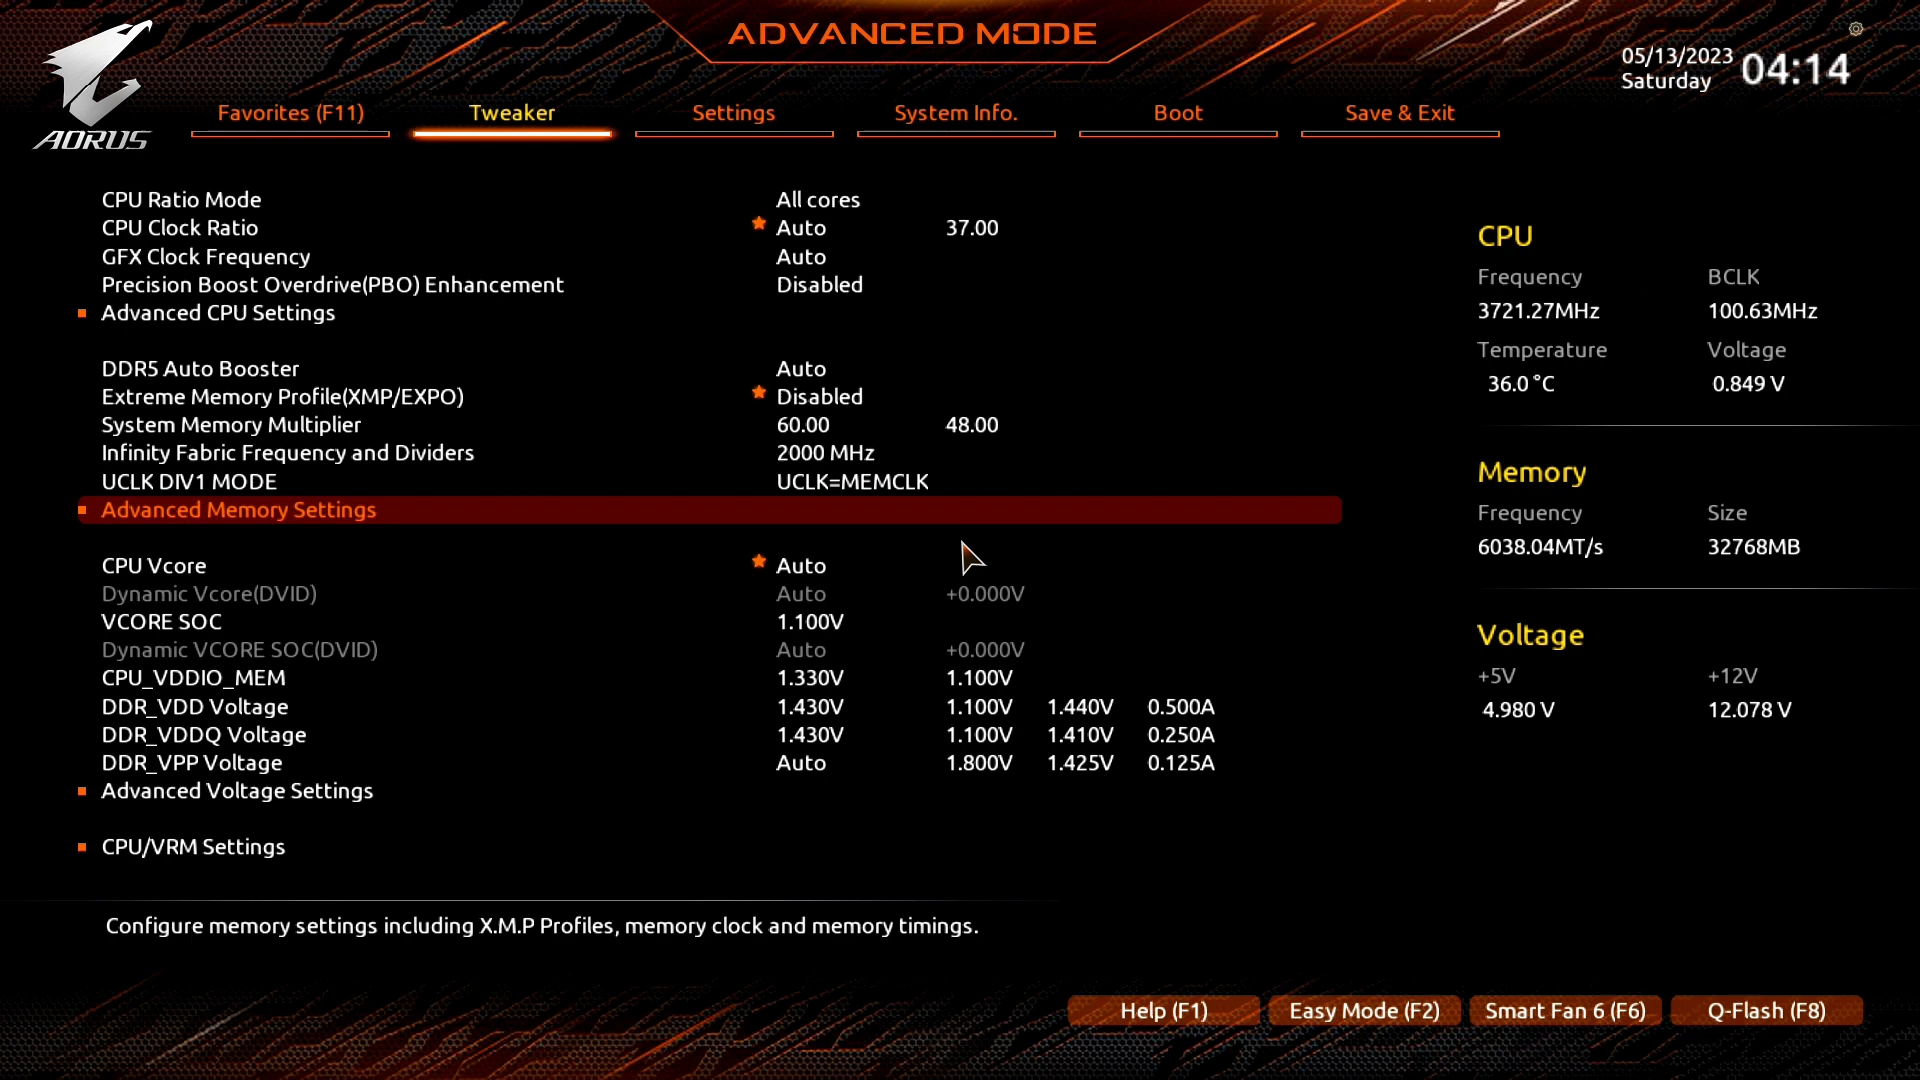 ADVANCED MODE
05/13/2023
Saturday
04:14
AORUS
Favorites (F11) Tweaker Settings System Info. Boot Save & Exit
CPU Ratio Mode All cores
CPU Clock Ratio Auto 37.00
GFX Clock Frequency Auto
Precision Boost Overdrive(PBO) Enhancement Disabled
Advanced CPU Settings
DDR5 Auto Booster Auto
Extreme Memory Profile(XMP/EXPO) Disabled
System Memory Multiplier 60.00 48.00
Infinity Fabric Frequency and Dividers 2000 MHz
UCLK DIV1 MODE UCLK=MEMCLK
Advanced Memory Settings
CPU Vcore Auto
Dynamic Vcore(DVID) Auto +0.000V
VCORE SOC 1.100V
Dynamic VCORE SOC(DVID) Auto +0.000V
CPU_VDDIO_MEM 1.330V 1.100V
DDR_VDD Voltage 1.430V 1.100V 1.440V 0.500A
DDR_VDDQ Voltage 1.430V 1.100V 1.410V 0.250A
DDR_VPP Voltage Auto 1.800V 1.425V 0.125A
Advanced Voltage Settings
CPU/VRM Settings
CPU
Frequency BCLK
3721.27MHz 100.63MHz
Temperature Voltage
36.0 °C 0.849 V
Memory
Frequency Size
6038.04MT/s 32768MB
Voltage
+5V +12V
4.980 V 12.078 V
Configure memory settings including X.M.P Profiles, memory clock and memory timings.
Help (F1) Easy Mode (F2) Smart Fan 6 (F6) Q-Flash (F8)